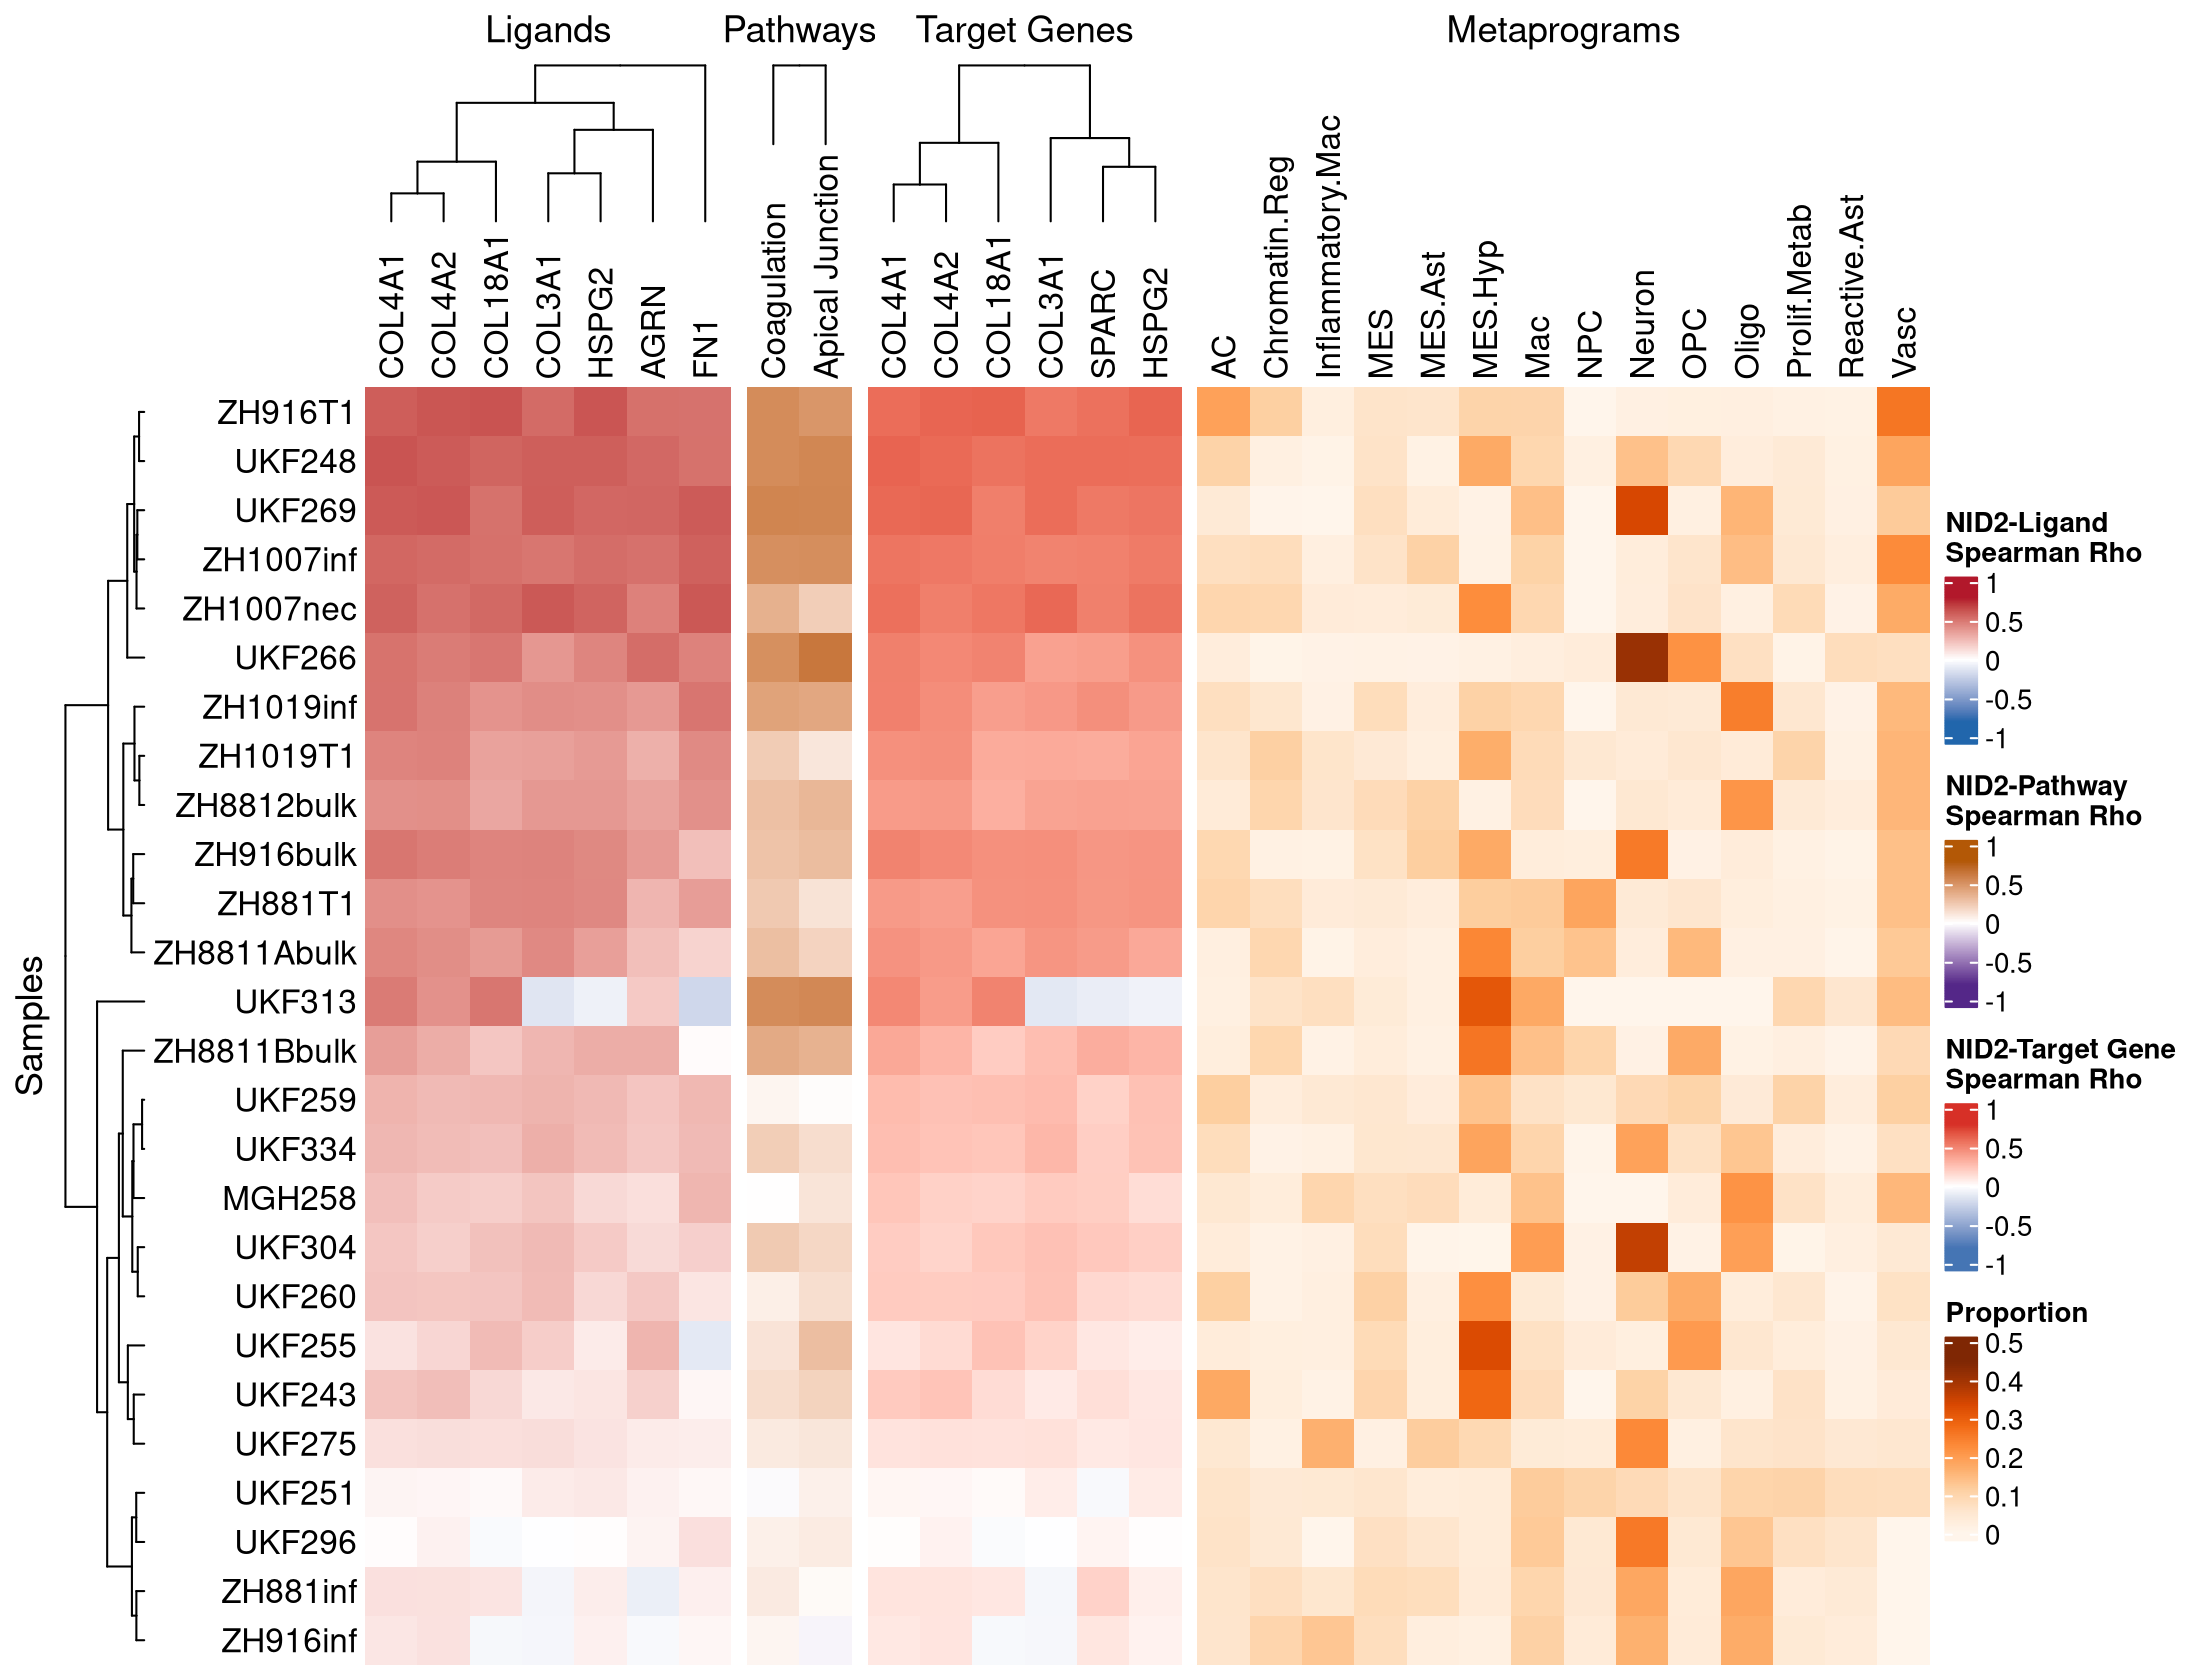 Ligands
Pathways
Target Genes
Metaprograms
COL4A1
COL4A2
COL18A1
COL3A1
HSPG2
AGRN
FN1
Coagulation
Apical Junction
COL4A1
COL4A2
COL18A1
COL3A1
SPARC
HSPG2
AC
Chromatin.Reg
Inflammatory.Mac
MES
MES.Ast
MES.Hyp
Mac
NPC
Neuron
OPC
Oligo
Prolif.Metab
Reactive.Ast
Vasc
Samples
ZH916T1
UKF248
UKF269
ZH1007inf
ZH1007nec
UKF266
ZH1019inf
ZH1019T1
ZH8812bulk
ZH916bulk
ZH881T1
ZH8811Abulk
UKF313
ZH8811Bbulk
UKF259
UKF334
MGH258
UKF304
UKF260
UKF255
UKF243
UKF275
UKF251
UKF296
ZH881inf
ZH916inf
NID2-Ligand
Spearman Rho
1
0.5
0
-0.5
-1
NID2-Pathway
Spearman Rho
1
0.5
0
-0.5
-1
NID2-Target Gene
Spearman Rho
1
0.5
0
-0.5
-1
Proportion
0.5
0.4
0.3
0.2
0.1
0